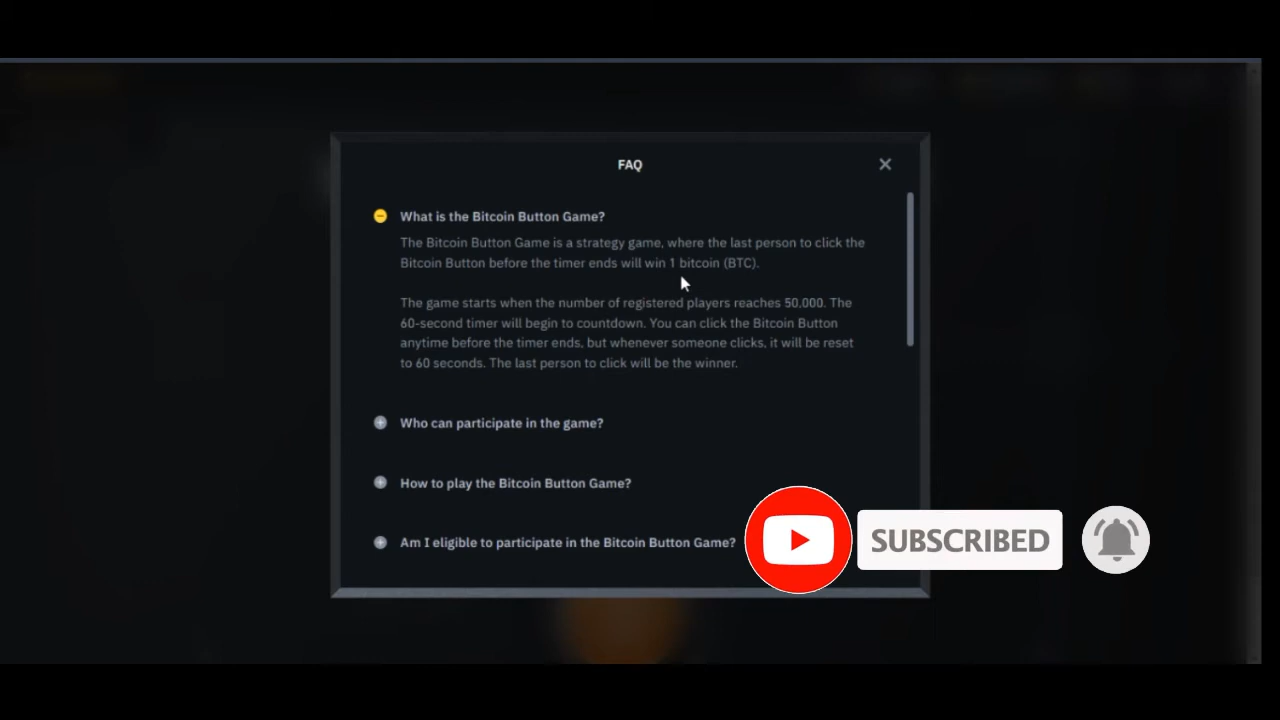 FAQ
What is the Bitcoin Button Game?
The Bitcoin Button Game is a strategy game, where the last person to click the
Bitcoin Button before the timer ends will win 1 bitcoin (BTC).
The game starts when the number of registered players reaches 50,000. The
60-second timer will begin to countdown. You can click the Bitcoin Button
anytime before the timer ends, but whenever someone clicks, it will be reset
to 60 seconds. The last person to click will be the winner.
Who can participate in the game?
How to play the Bitcoin Button Game?
Am I eligible to participate in the Bitcoin Button Game?
SUBSCRIBED